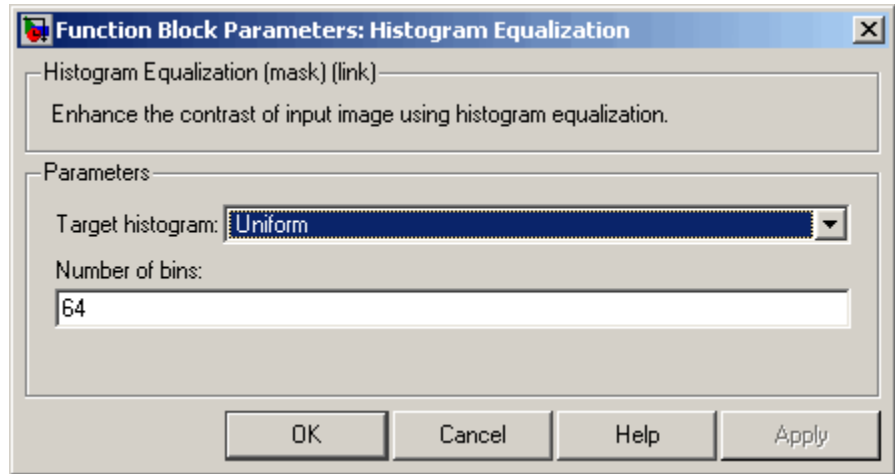 Function Block Parameters: Histogram Equalization
Histogram Equalization (mask) (link)
Enhance the contrast of input image using histogram equalization.
Parameters
Target histogram: Uniform
Number of bins:
64
OK Cancel Help Apply